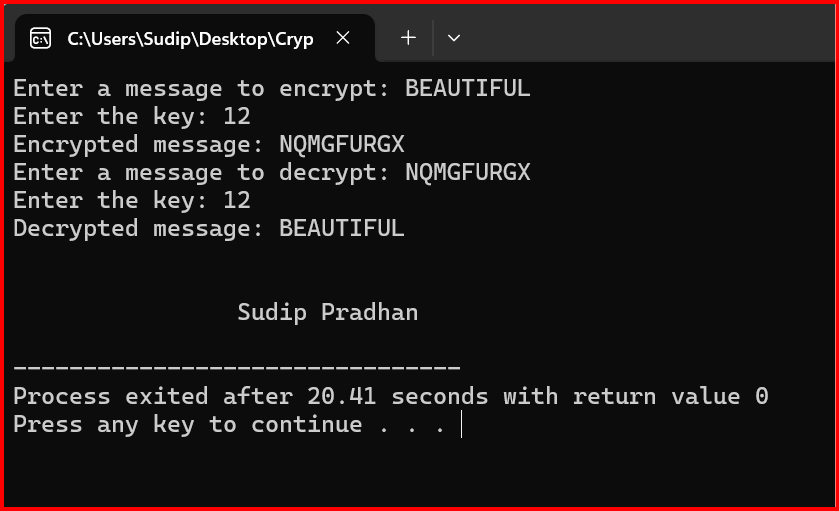 C:\Users\Sudip\Desktop\Cryp
Enter a message to encrypt: BEAUTIFUL
Enter the key: 12
Encrypted message: NQMGFURGX
Enter a message to decrypt: NQMGFURGX
Enter the key: 12
Decrypted message: BEAUTIFUL
Sudip Pradhan
--------------------------------
Process exited after 20.41 seconds with return value 0
Press any key to continue . . .